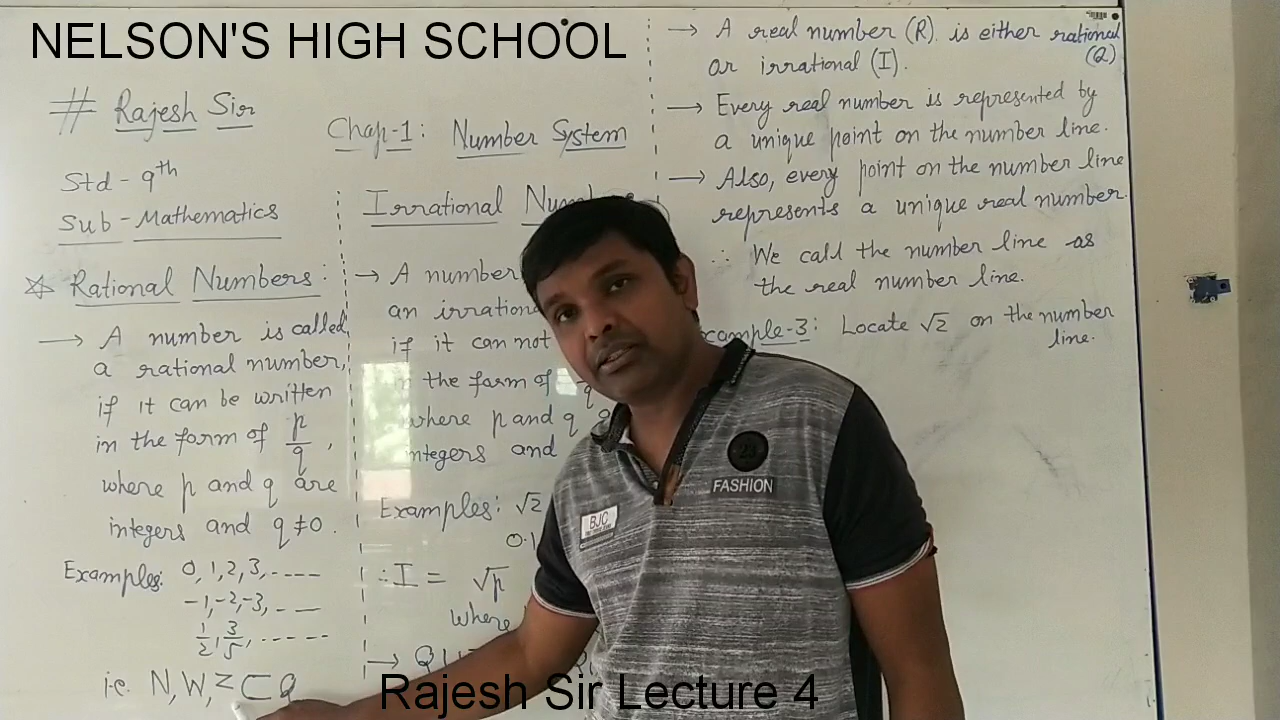 NELSON'S HIGH SCHOOL
# Rajesh Sir
Std - 9th
Sub - Mathematics
Chap-1: Number System
☆ Rational Numbers:
→ A number is called
a rational number,
if it can be written
in the form of p/q,
where p and q are
integers and q ≠ 0.
Examples: 0, 1, 2, 3, -----
-1, -2, -3, - --
1/2, 3/5, ------
i.e. N, W, Z ⊂ Q
Irrational
→ A number
an irration
if it can not
in the form of
where p and q
integers and
Examples: √2
0.1
∴ I = √p
where
→ Q
→ A real number (R) is either rational (Q)
or irrational (I).
→ Every real number is represented by
a unique point on the number line.
→ Also, every point on the number line
represents a unique real number.
∴ We call the number line as
the real number line.
xample-3: Locate √2 on the number
line.
BJC
23
FASHION
Rajesh Sir Lecture 4